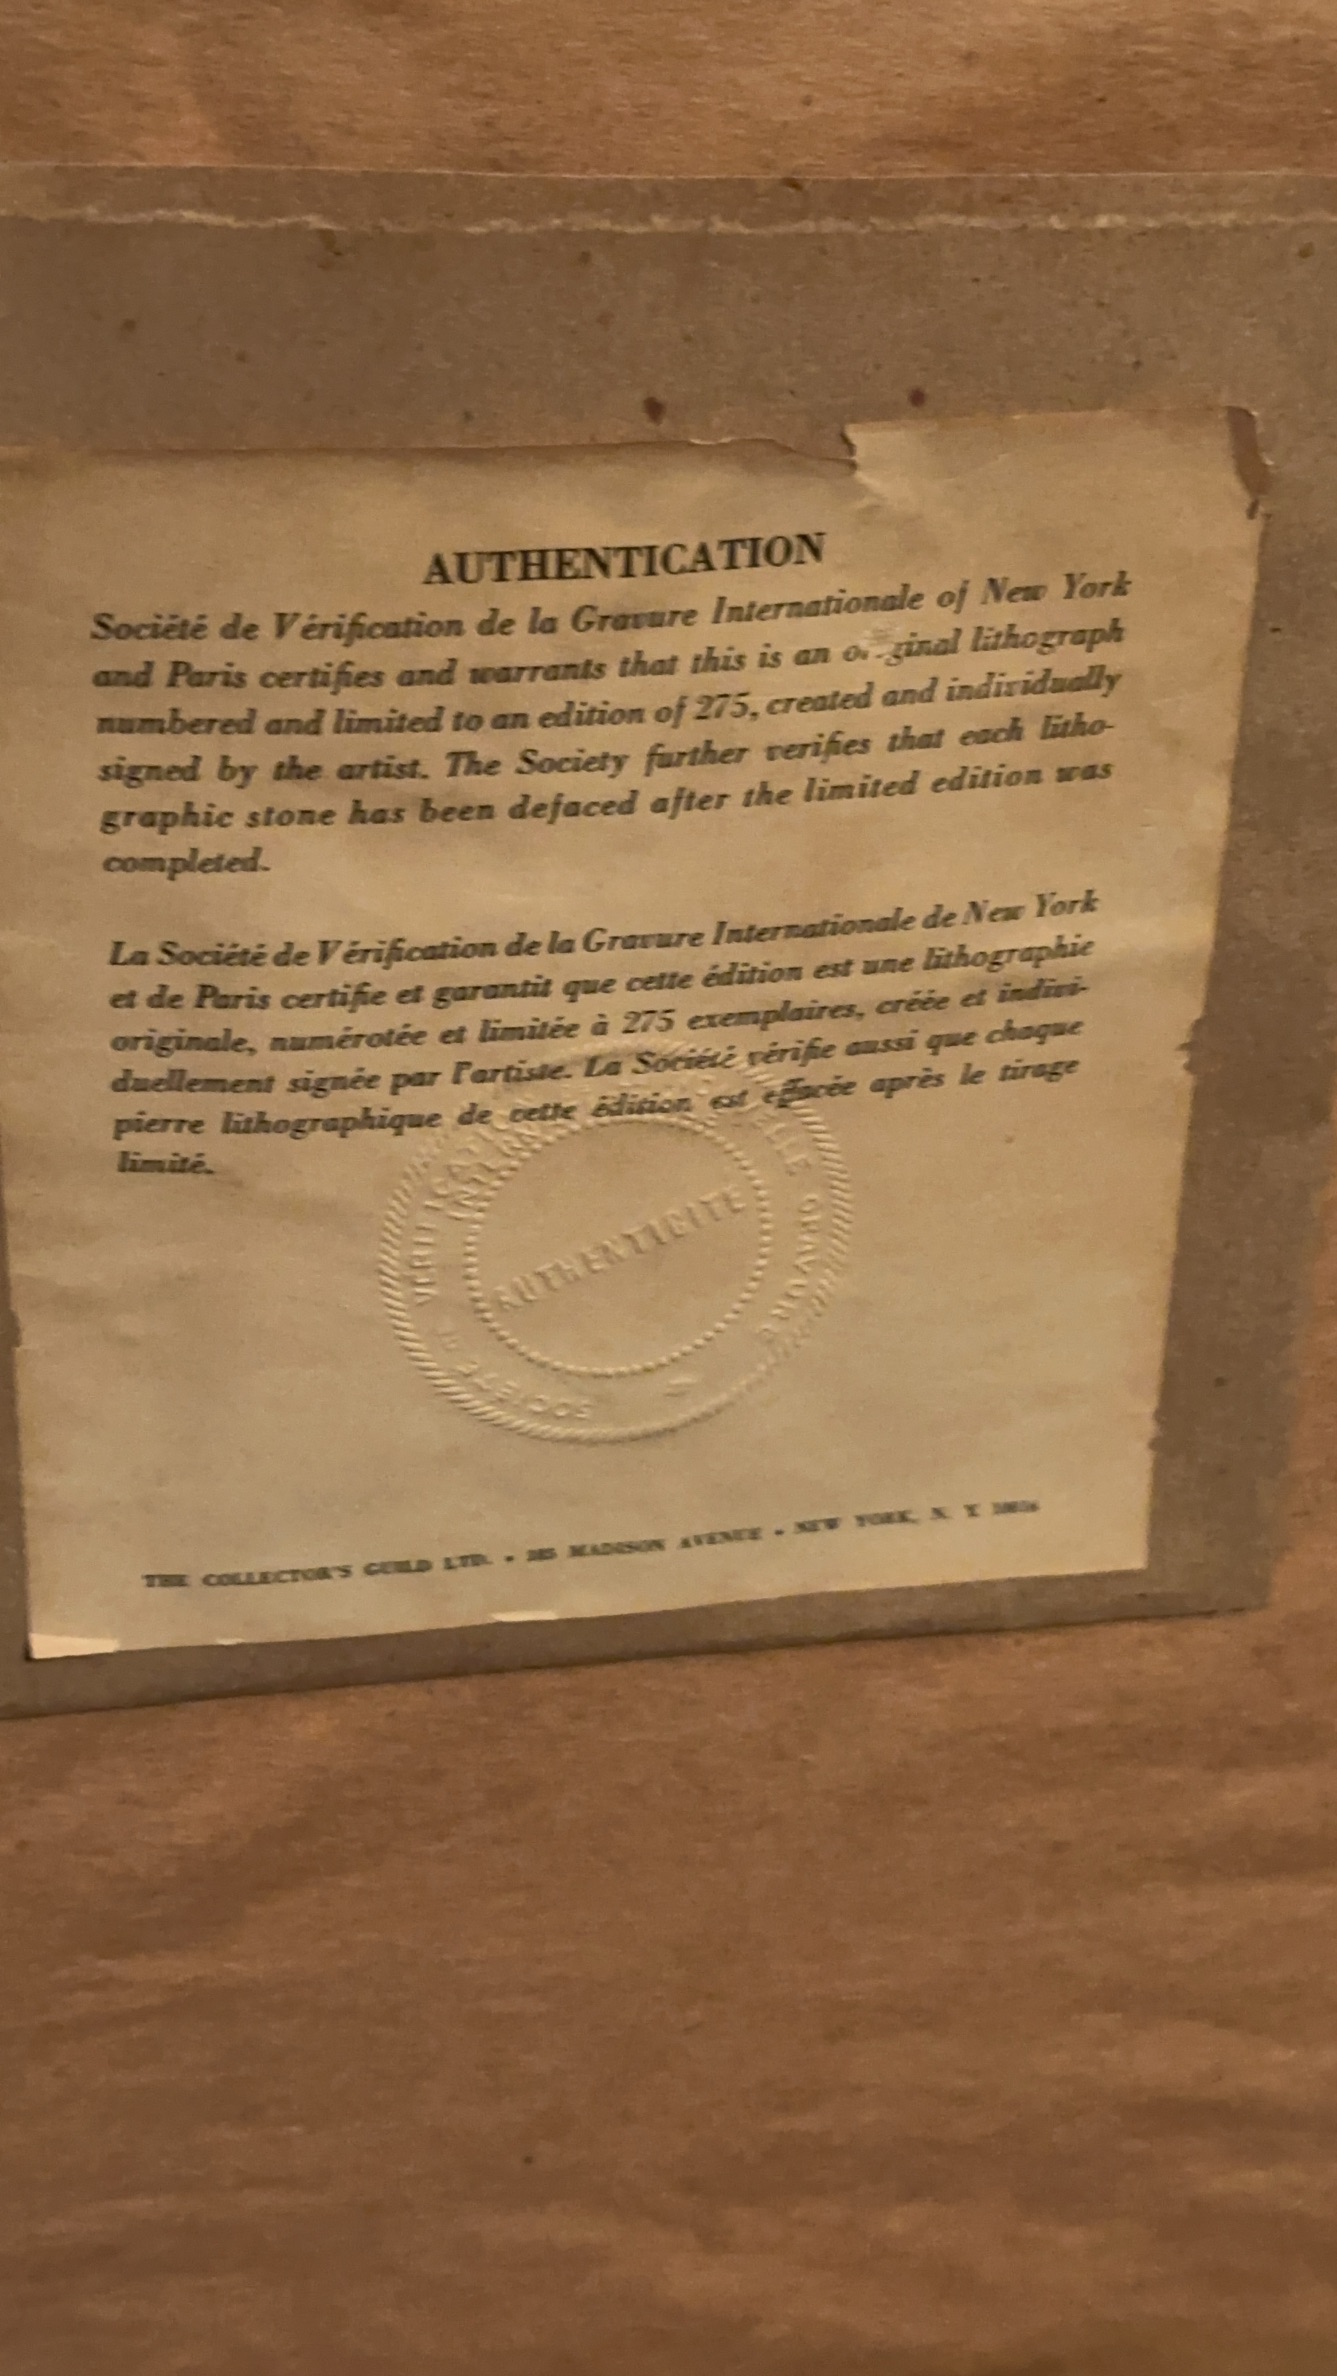 AUTHENTICATION
Société de Vérification de la Gravure Internationale of New York
and Paris certifies and warrants that this is an original lithograph
numbered and limited to an edition of 275, created and individually
signed by the artist. The Society further verifies that each litho-
graphic stone has been defaced after the limited edition was
completed.
La Société de Vérification de la Gravure Internationale de New York
et de Paris certifie et garantit que cette édition est une lithographie
originale, numérotée et limitée à 275 exemplaires, créée et indivi-
duellement signée par l'artiste. La Société vérifie aussi que chaque
pierre lithographique de cette édition est effacée après le tirage
limité.
AUTHENTICITE
SOCIETE
GRAVURE
THE COLLECTOR'S GUILD LTD. • MADISON AVENUE • NEW YORK, N. Y.